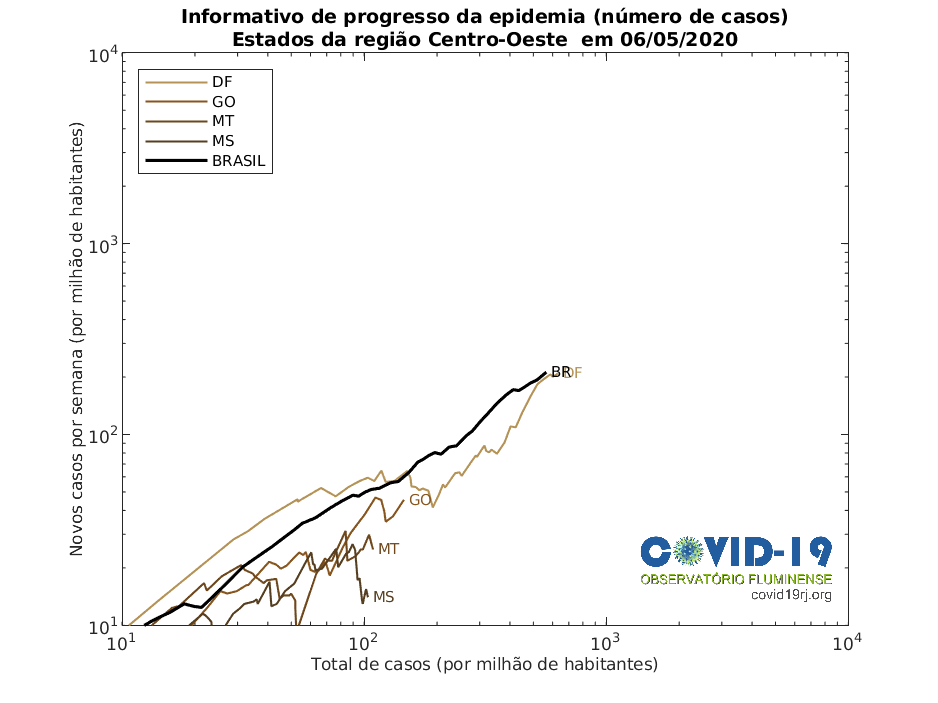 Informativo de progresso da epidemia (número de casos)
Estados da região Centro-Oeste em 06/05/2020
10^4
DF
GO
MT
MS
BRASIL
10^3
Novos casos por semana (por milhão de habitantes)
BR
DF
10^2
GO
MT
MS
COVID-19
OBSERVATÓRIO FLUMINENSE
covid19rj.org
10^1
10^1 10^2 10^3 10^4
Total de casos (por milhão de habitantes)